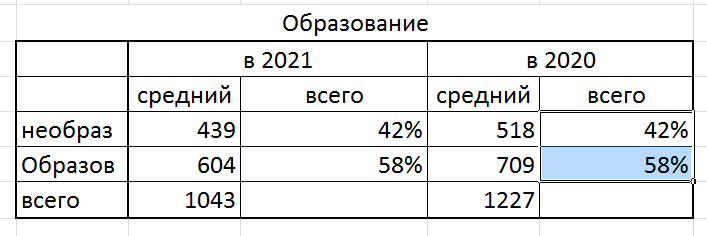 Образование
в 2021 в 2020
средний всего средний всего
необраз 439 42% 518 42%
Образов 604 58% 709 58%
всего 1043 1227